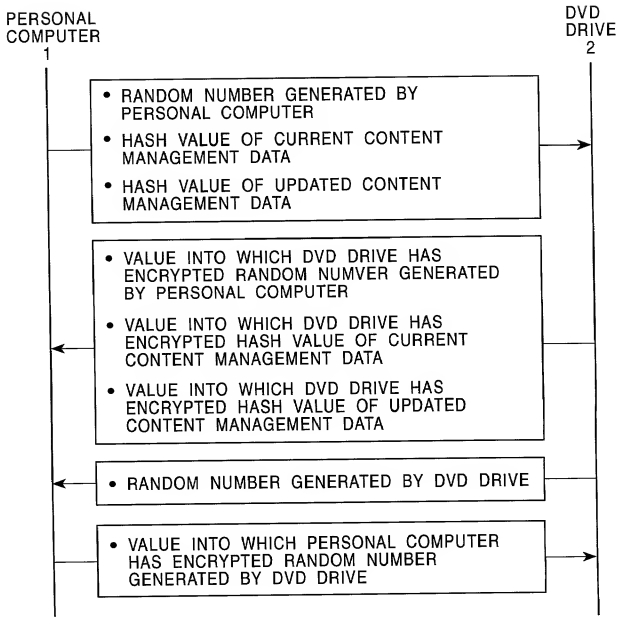 PERSONAL
COMPUTER
1
DVD
DRIVE
2
• RANDOM NUMBER GENERATED BY
PERSONAL COMPUTER
• HASH VALUE OF CURRENT CONTENT
MANAGEMENT DATA
• HASH VALUE OF UPDATED CONTENT
MANAGEMENT DATA
• VALUE INTO WHICH DVD DRIVE HAS
ENCRYPTED RANDOM NUMVER GENERATED
BY PERSONAL COMPUTER
• VALUE INTO WHICH DVD DRIVE HAS
ENCRYPTED HASH VALUE OF CURRENT
CONTENT MANAGEMENT DATA
• VALUE INTO WHICH DVD DRIVE HAS
ENCRYPTED HASH VALUE OF UPDATED
CONTENT MANAGEMENT DATA
• RANDOM NUMBER GENERATED BY DVD DRIVE
• VALUE INTO WHICH PERSONAL COMPUTER
HAS ENCRYPTED RANDOM NUMBER
GENERATED BY DVD DRIVE